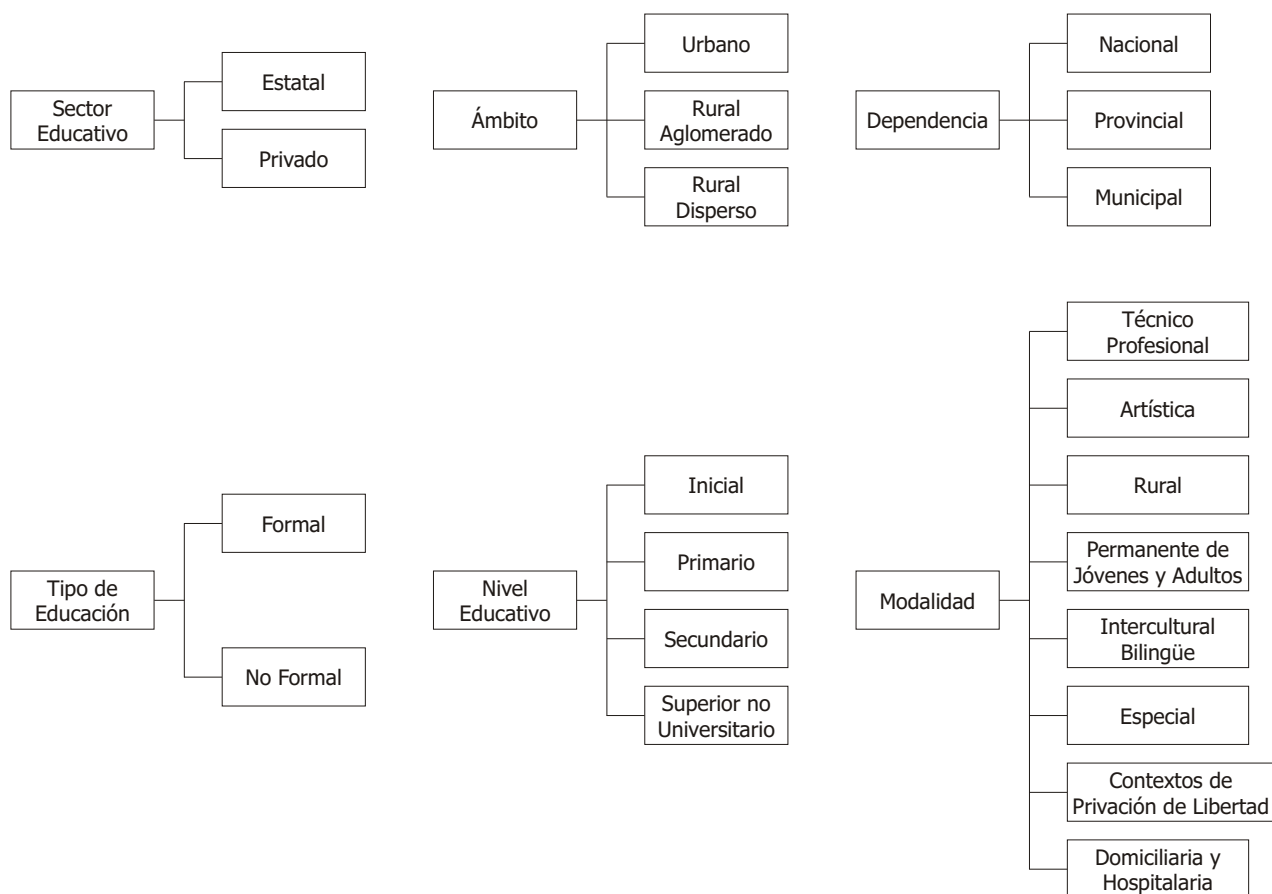 Sector
Educativo
Estatal
Privado
Ámbito
Urbano
Rural
Aglomerado
Rural
Disperso
Dependencia
Nacional
Provincial
Municipal
Tipo de
Educación
Formal
No Formal
Nivel
Educativo
Inicial
Primario
Secundario
Superior no
Universitario
Modalidad
Técnico
Profesional
Artística
Rural
Permanente de
Jóvenes y Adultos
Intercultural
Bilingüe
Especial
Contextos de
Privación de Libertad
Domiciliaria y
Hospitalaria